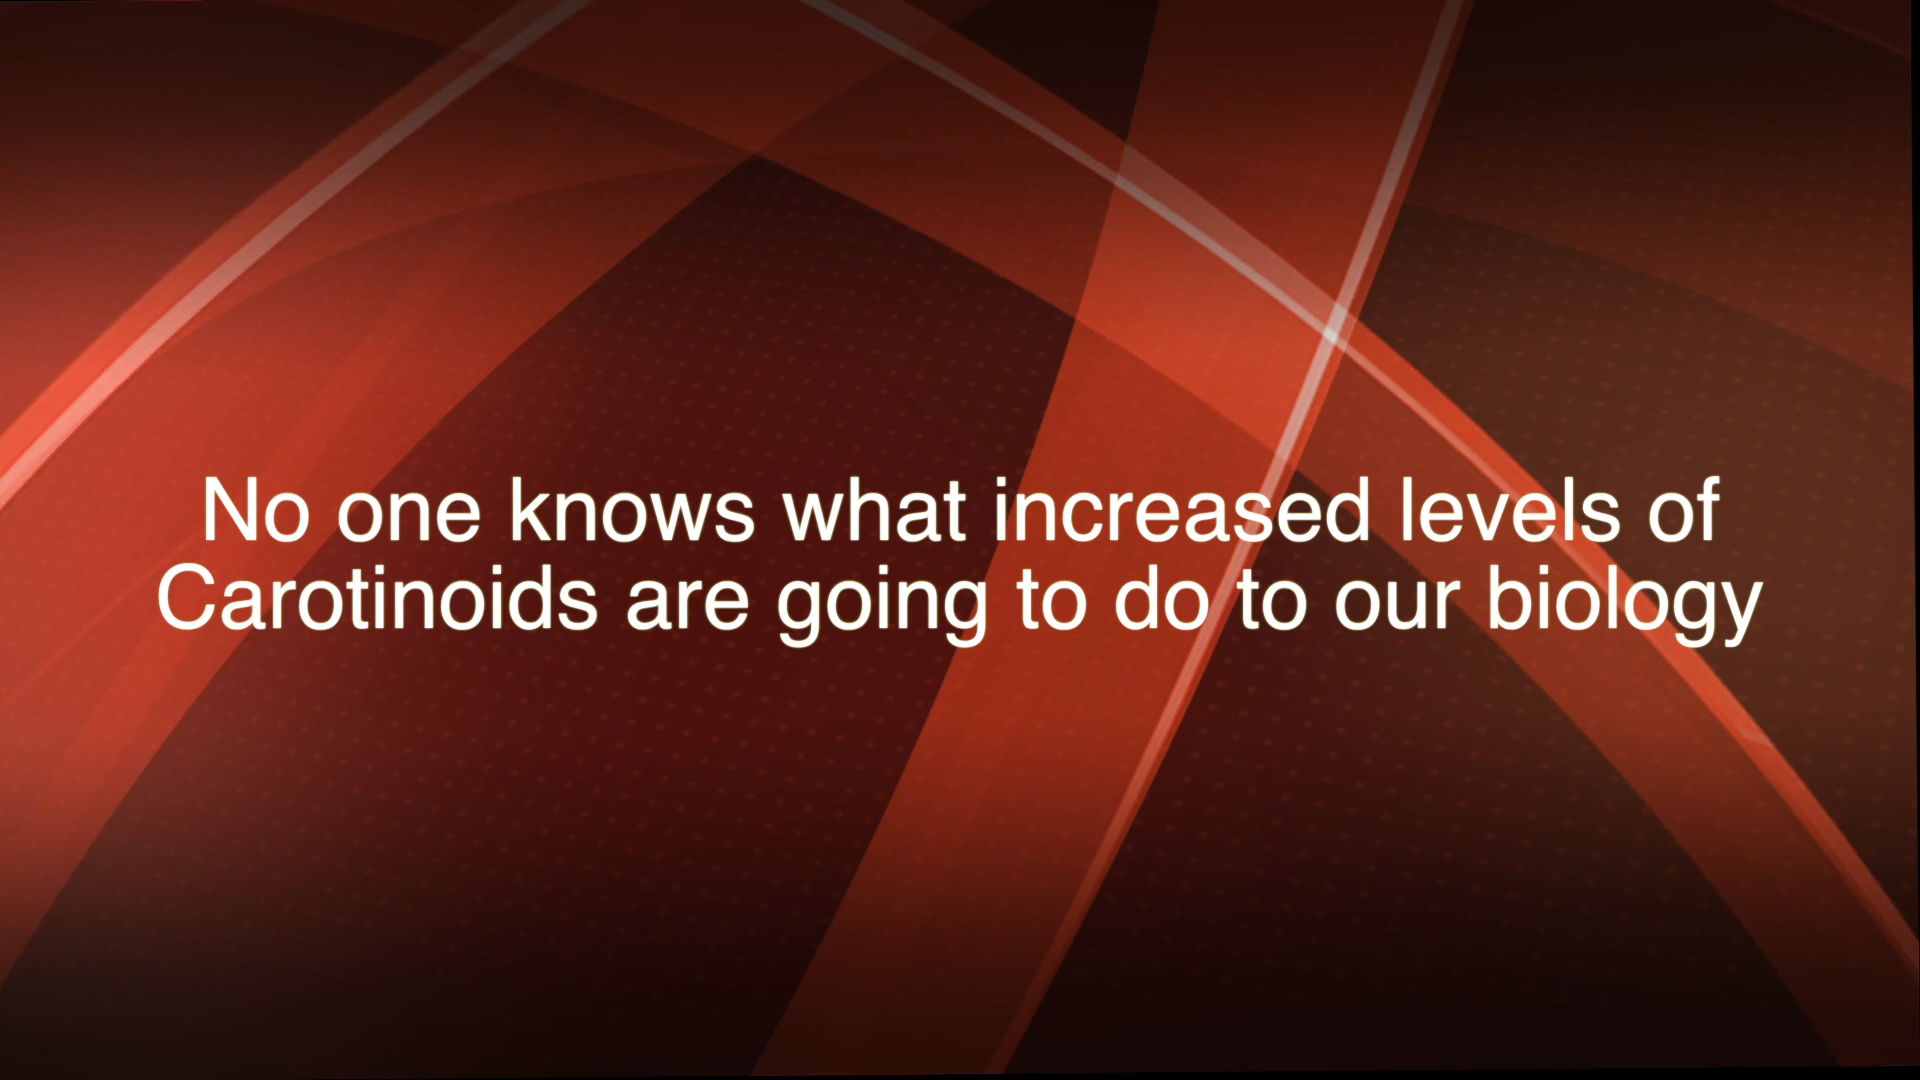 No one knows what increased levels of
Carotinoids are going to do to our biology